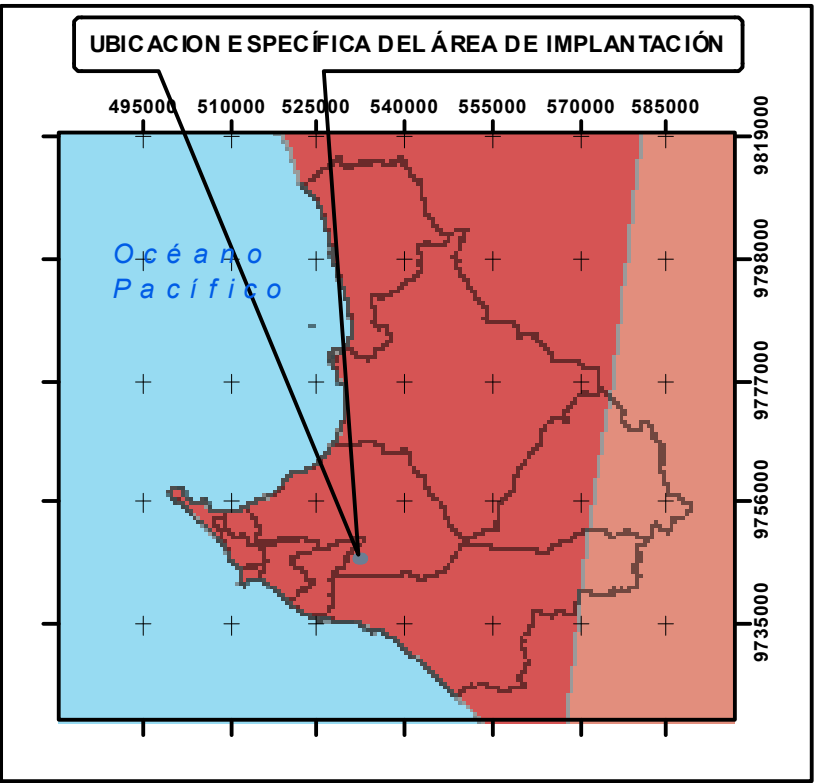 UBICACION ESPECÍFICA DEL ÁREA DE IMPLANTACIÓN
495000 510000 525000 540000 555000 570000 585000
9819000
9798000
9777000
9756000
9735000
Océano
Pacífico